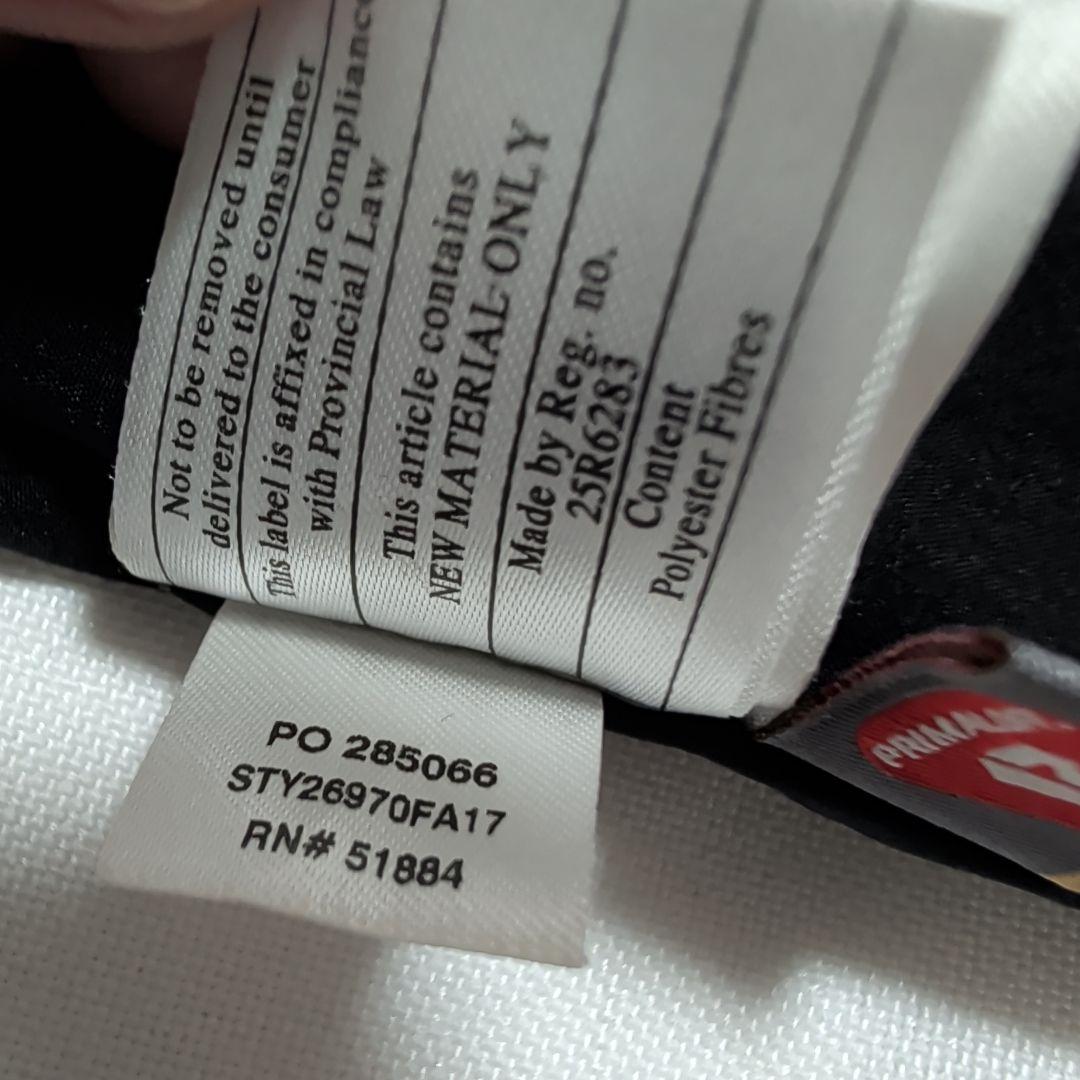 Not to be removed until
delivered to the consumer
This label is affixed in compliance
with Provincial Law
This article contains
NEW MATERIAL ONLY
Made by Reg. no.
25R6283
Content
Polyester Fibres
PO 285066
STY26970FA17
RN# 51884
PRIMALOFT